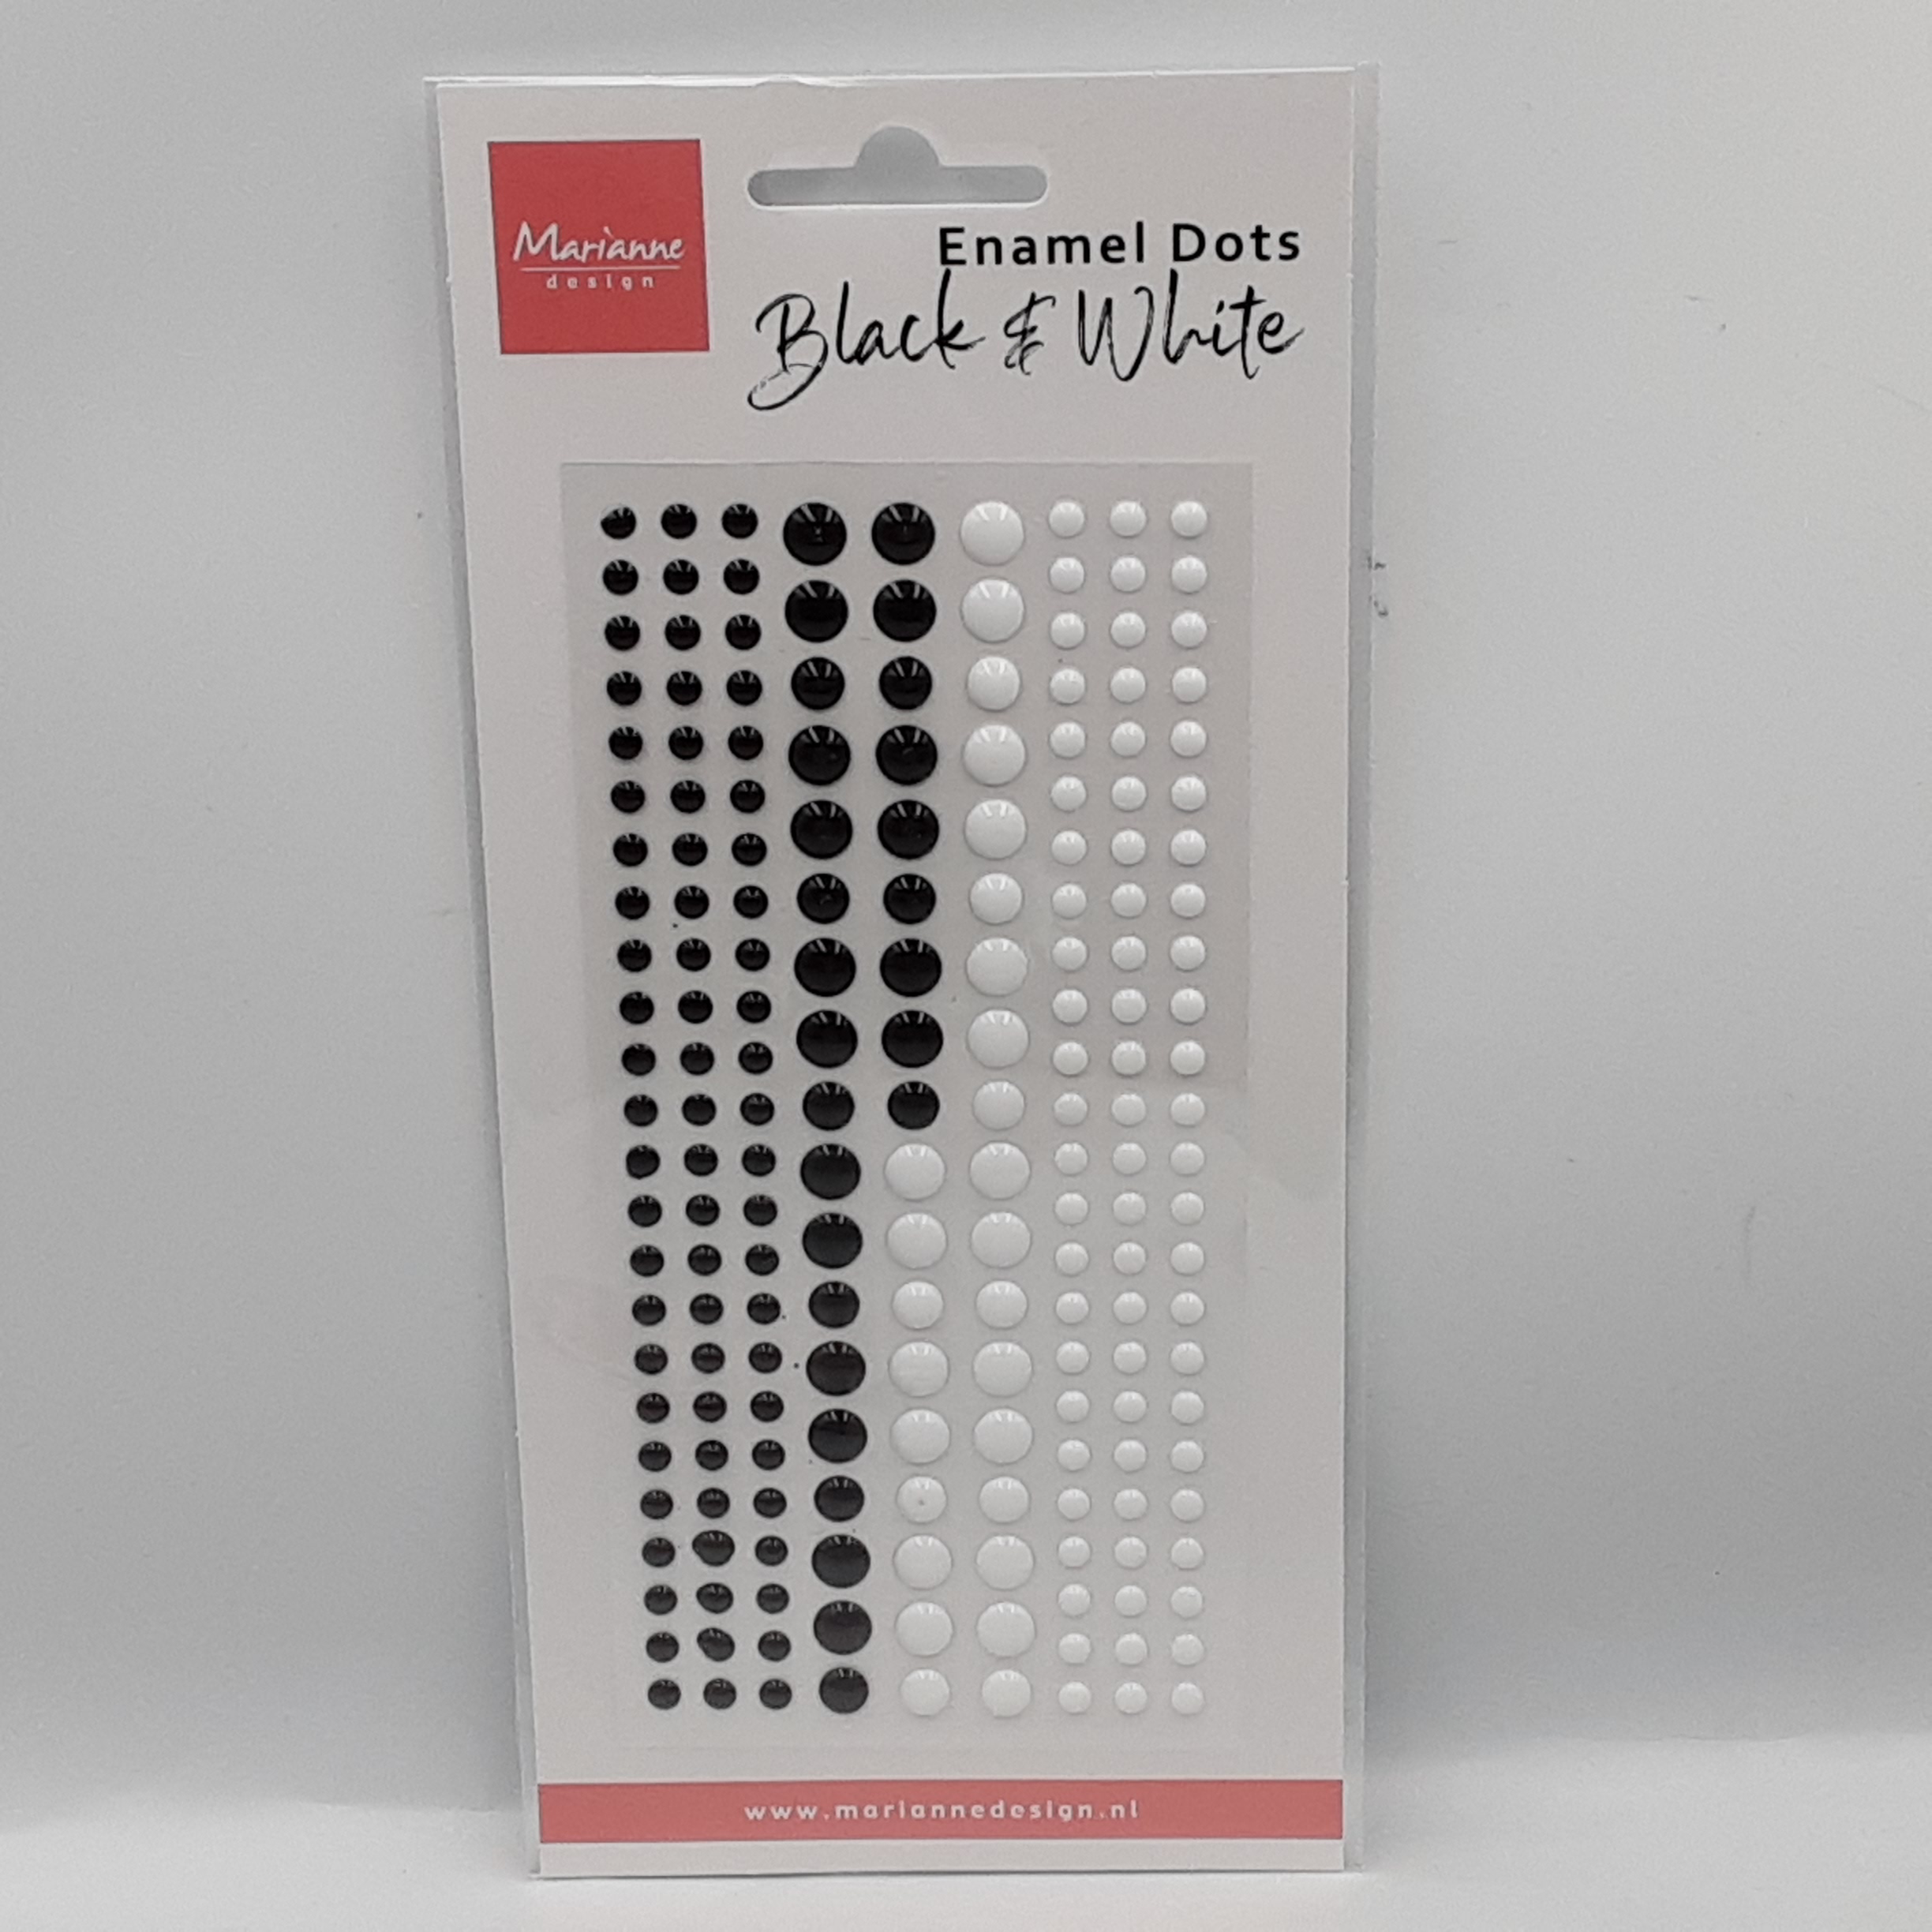 Marianne
design
Enamel Dots
Black & White
www.mariannedesign.nl